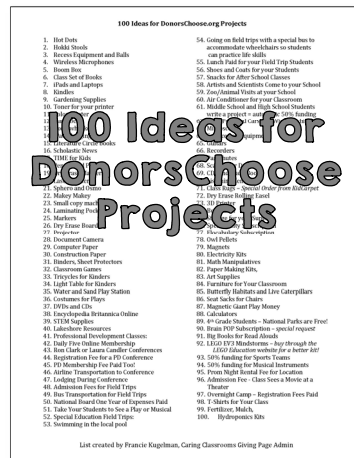 100 Ideas for DonorsChoose.org Projects
1. Hot Dots
2. Hokki Stools
3. Recess Equipment and Balls
4. Wireless Microphones
5. Boom Box
6. Class Set of Books
7. iPads and Laptops
8. Kindles
9. Gardening Supplies
10. Toner for your printer
15. Literature Circle Books
16. Scholastic News
TIME for Kids
21. Sphero and Osmo
22. Makey Makey
23. Small copy mach
24. Laminating Pock
25. Markers
26. Dry Erase Board
27. Projector
28. Document Camera
29. Computer Paper
30. Construction Paper
31. Binders, Sheet Protectors
32. Classroom Games
33. Tricycles for Kinders
34. Light Table for Kinders
35. Water and Sand Play Station
36. Costumes for Plays
37. DVDs and CDs
38. Encyclopedia Britannica Online
39. STEM Supplies
40. Lakeshore Resources
41. Professional Development Classes:
42. Daily Five Online Membership
43. Ron Clark or Laura Candler Conferences
44. Registration Fee for a PD Conference
45. PD Membership Fee Paid Too!
46. Airline Transportation to Conference
47. Lodging During Conference
48. Admission Fees for Field Trips
49. Bus Transportation for Field Trips
50. National Board One Year of Expenses Paid
51. Take Your Students to See a Play or Musical
52. Special Education Field Trips:
53. Swimming in the local pool
54. Going on field trips with a special bus to
accommodate wheelchairs so students
can practice life skills
55. Lunch Paid for your Field Trip Students
56. Shoes and Coats for your Students
57. Snacks for After School Classes
58. Artists and Scientists Come to your School
59. Zoo/Animal Visits at your School
60. Air Conditioner for your Classroom
61. Middle School and High School Students
write a project = automatic 50% funding
65. Guitars
66. Recorders
71. Class Rugs – Special Order from KidCarpet
72. Dry Erase Rolling Easel
73. 3D Printer
77. Vocabulary Subscription
78. Owl Pellets
79. Magnets
80. Electricity Kits
81. Math Manipulatives
82. Paper Making Kits,
83. Art Supplies
84. Furniture for Your Classroom
85. Butterfly Habitats and Live Caterpillars
86. Seat Sacks for Chairs
87. Magnetic Giant Play Money
88. Calculators
89. 4th Grade Students – National Parks are Free!
90. Brain POP Subscription – special request
91. Big Books for Read Alouds
92. LEGO EV3 Mindstorms – buy through the
LEGO Education website for a better kit!
93. 50% funding for Sports Teams
94. 50% funding for Musical Instruments
95. Prom Night Rental Fee for Location
96. Admission Fee - Class Sees a Movie at a
Theater
97. Overnight Camp – Registration Fees Paid
98. T-Shirts for Your Class
99. Fertilizer, Mulch,
100. Hydroponics Kits
100 Ideas for
DonorsChoose
Projects
List created by Francie Kugelman, Caring Classrooms Giving Page Admin